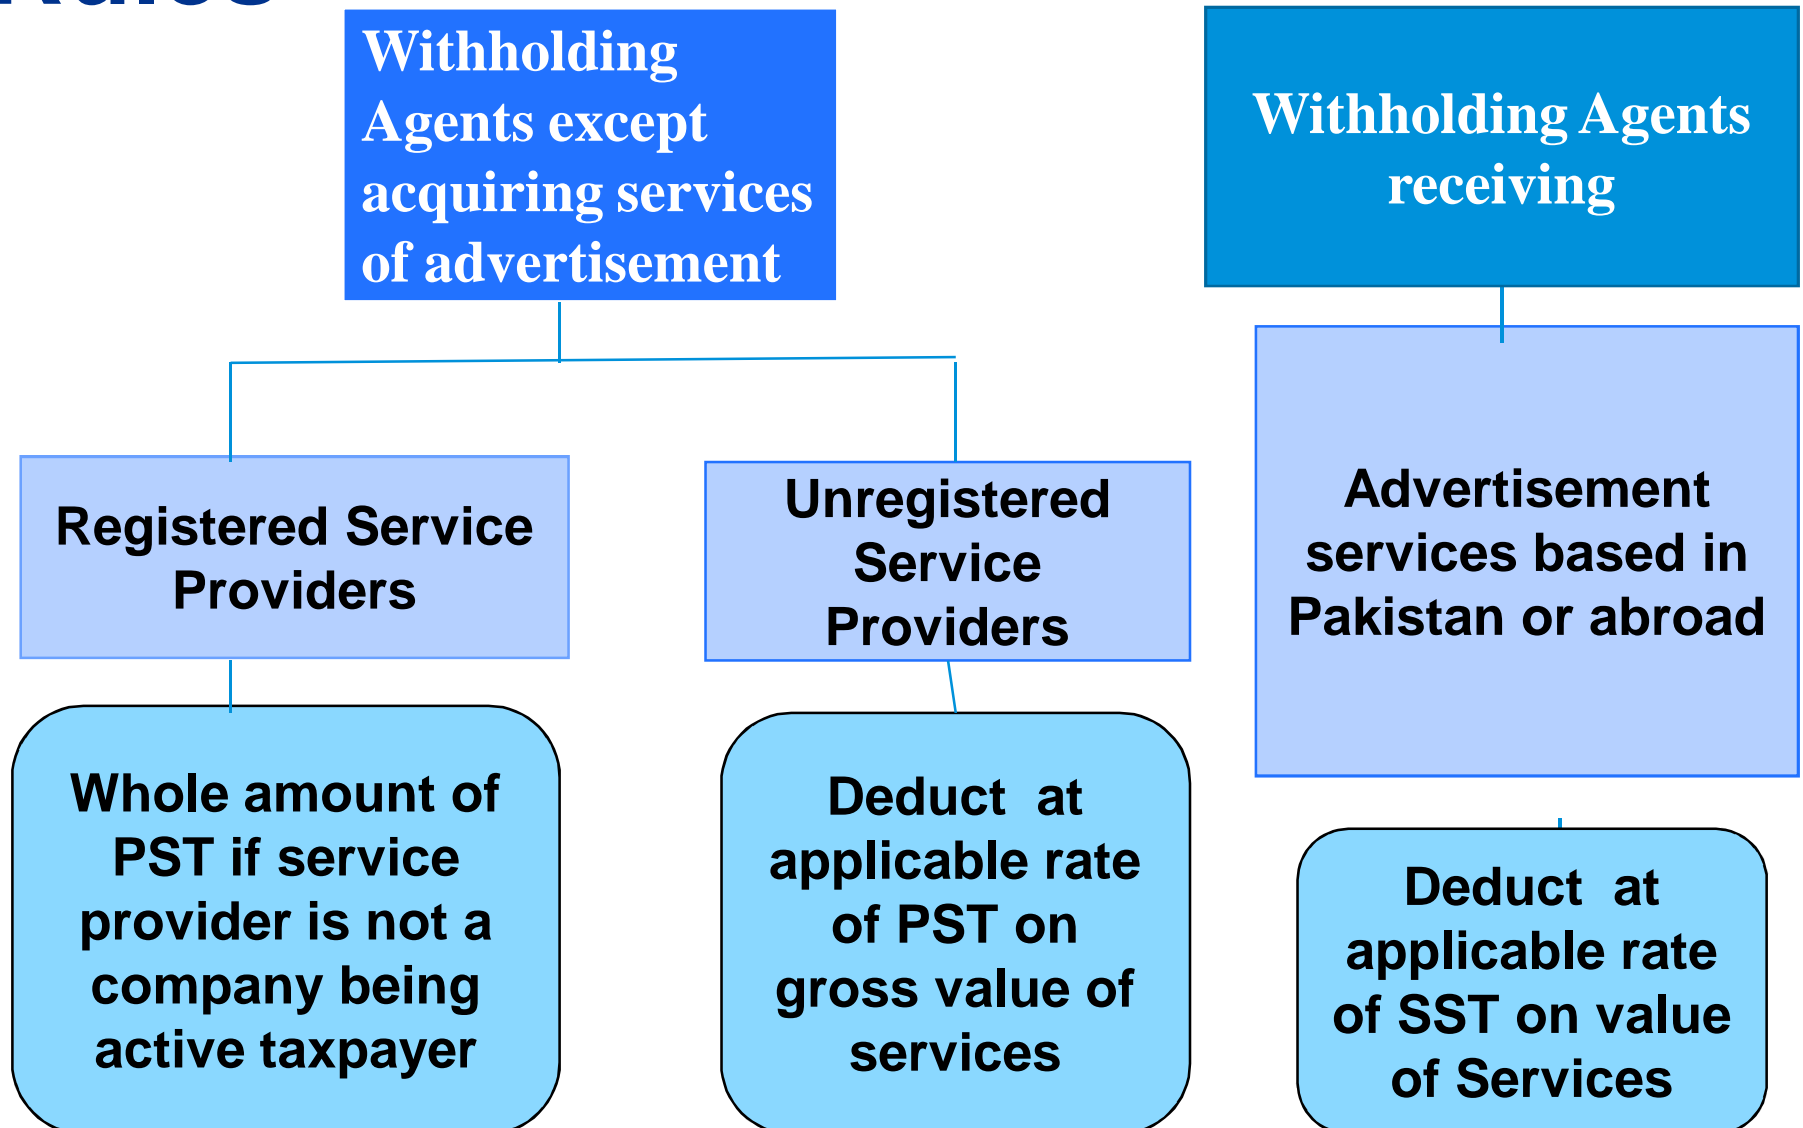 Withholding
Agents except
acquiring services
of advertisement
Withholding Agents
receiving
Registered Service
Providers
Unregistered
Service
Providers
Advertisement
services based in
Pakistan or abroad
Whole amount of
PST if service
provider is not a
company being
active taxpayer
Deduct at
applicable rate
of PST on
gross value of
services
Deduct at
applicable rate
of SST on value
of Services